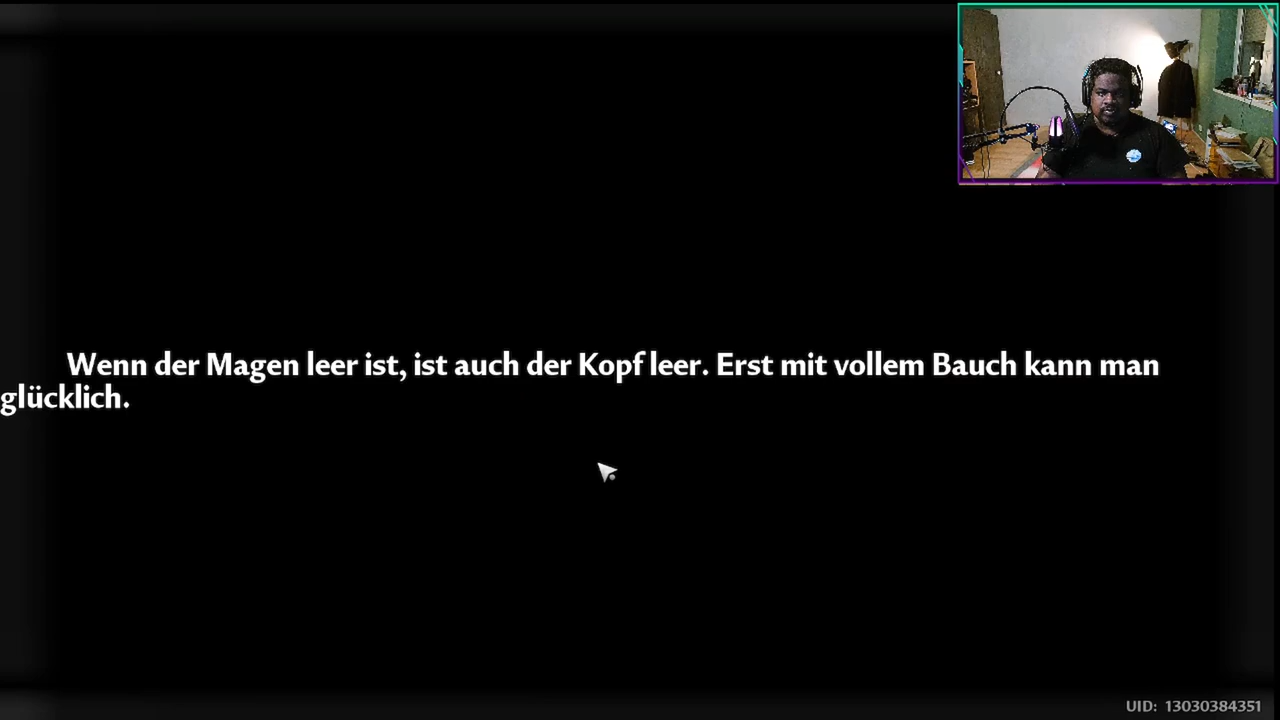 Wenn der Magen leer ist, ist auch der Kopf leer. Erst mit vollem Bauch kann man
glücklich.
UID: 13030384351